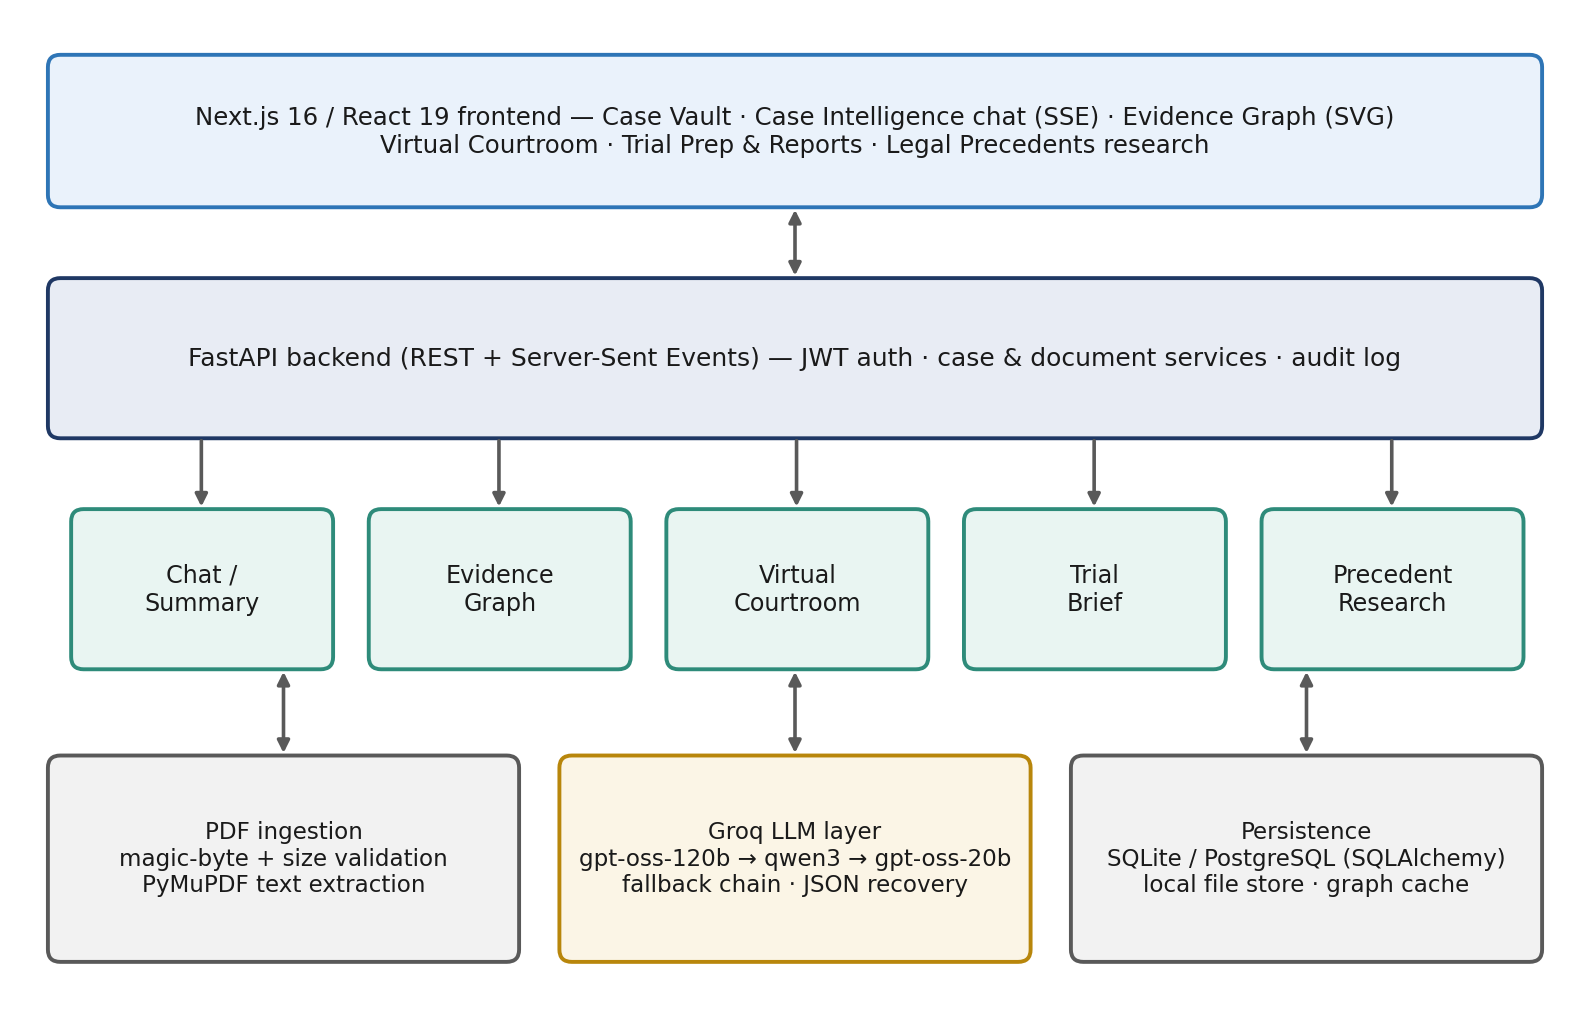 Next.js 16 / React 19 frontend — Case Vault · Case Intelligence chat (SSE) · Evidence Graph (SVG)
Virtual Courtroom · Trial Prep & Reports · Legal Precedents research
FastAPI backend (REST + Server-Sent Events) — JWT auth · case & document services · audit log
Chat /
Summary
Evidence
Graph
Virtual
Courtroom
Trial
Brief
Precedent
Research
PDF ingestion
magic-byte + size validation
PyMuPDF text extraction
Groq LLM layer
gpt-oss-120b → qwen3 → gpt-oss-20b
fallback chain · JSON recovery
Persistence
SQLite / PostgreSQL (SQLAlchemy)
local file store · graph cache